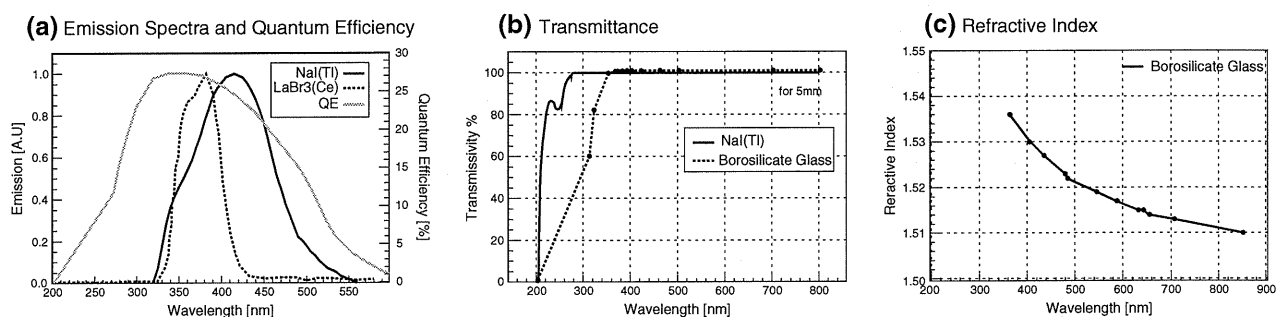 (a) Emission Spectra and Quantum Efficiency
Emission [A.U]
1.0
0.8
0.6
0.4
0.2
0.0
NaI(Tl)
LaBr3(Ce)
QE
30
25
20
15
10
5
0
Quantum Efficiency [%]
200 250 300 350 400 450 500 550
Wavelength [nm]
(b) Transmittance
Transmissivity %
100
80
60
40
20
0
for 5mm
NaI(Tl)
Borosilicate Glass
200 300 400 500 600 700 800
Wavelength [nm]
(c) Refractive Index
Rerractive Index
1.55
1.54
1.53
1.52
1.51
1.50
Borosilicate Glass
200 300 400 500 600 700 800 900
Wavelength [nm]